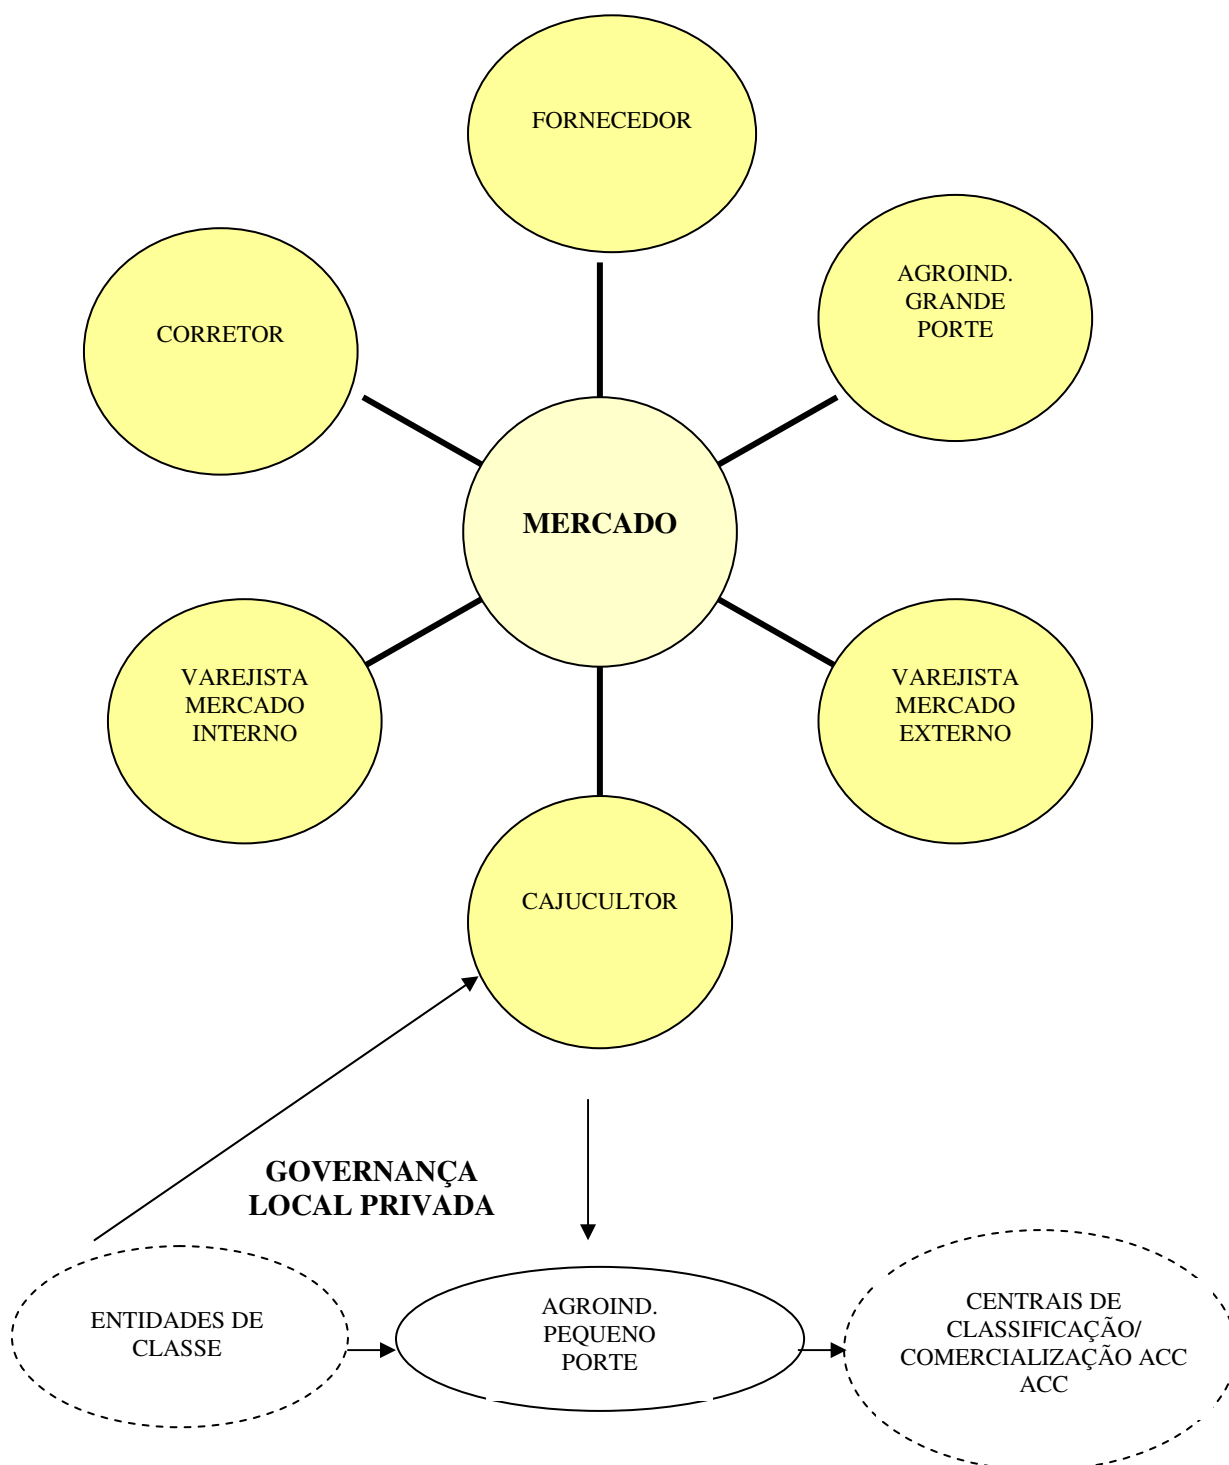 FORNECEDOR
AGROIND.
GRANDE
PORTE
CORRETOR
MERCADO
VAREJISTA
MERCADO
INTERNO
VAREJISTA
MERCADO
EXTERNO
CAJUCULTOR
GOVERNANÇA
LOCAL PRIVADA
ENTIDADES DE
CLASSE
AGROIND.
PEQUENO
PORTE
CENTRAIS DE
CLASSIFICAÇÃO/
COMERCIALIZAÇÃO ACC
ACC